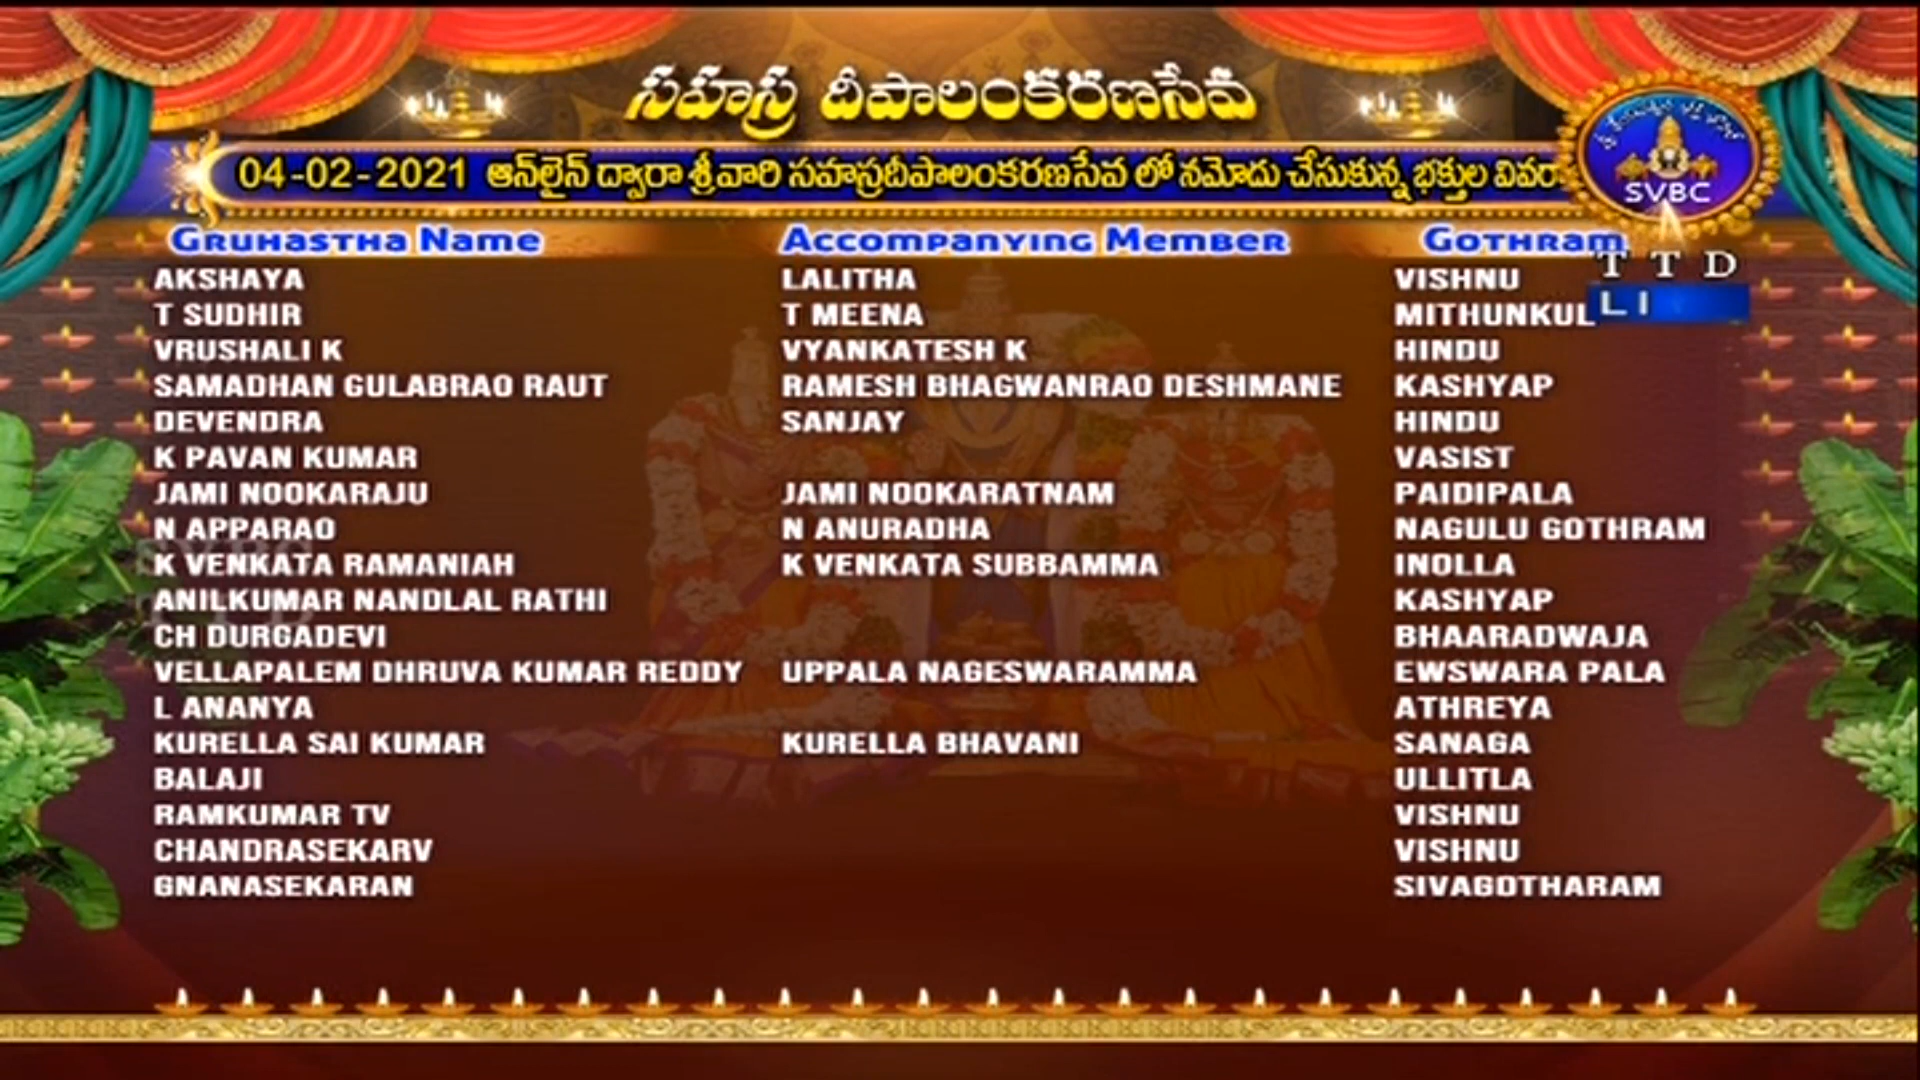 సహస్ర దీపాలంకరణసేవ
04-02-2021 ఆన్‌లైన్ ద్వారా శ్రీవారి సహస్రదీపాలంకరణసేవ లో నమోదు చేసుకున్న భక్తుల
SVBC
Gruhastha Name Accompanying Member Gothram
TTD
LI
AKSHAYA LALITHA VISHNU
T SUDHIR T MEENA MITHUNKUL
VRUSHALI K VYANKATESH K HINDU
SAMADHAN GULABRAO RAUT RAMESH BHAGWANRAO DESHMANE KASHYAP
DEVENDRA SANJAY HINDU
K PAVAN KUMAR VASIST
JAMI NOOKARAJU JAMI NOOKARATNAM PAIDIPALA
N APPARAO N ANURADHA NAGULU GOTHRAM
K VENKATA RAMANIAH K VENKATA SUBBAMMA INOLLA
ANILKUMAR NANDLAL RATHI KASHYAP
CH DURGADEVI BHAARADWAJA
VELLAPALEM DHRUVA KUMAR REDDY UPPALA NAGESWARAMMA EWSWARA PALA
L ANANYA ATHREYA
KURELLA SAI KUMAR KURELLA BHAVANI SANAGA
BALAJI ULLITLA
RAMKUMAR TV VISHNU
CHANDRASEKARV VISHNU
GNANASEKARAN SIVAGOTHARAM